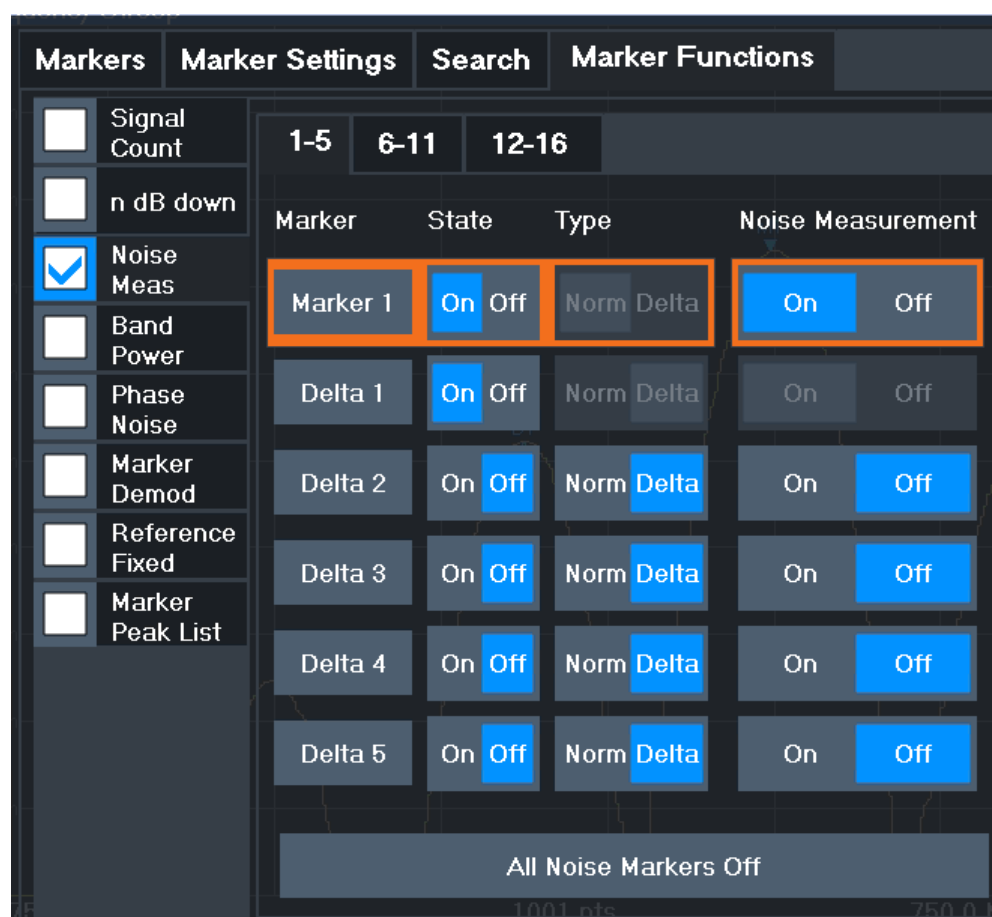 Markers Marker Settings Search Marker Functions
Signal
Count
n dB down
Noise
Meas
Band
Power
Phase
Noise
Marker
Demod
Reference
Fixed
Marker
Peak List
1-5 6-11 12-16
Marker State Type Noise Measurement
Marker 1 On Off Norm Delta On Off
Delta 1 On Off Norm Delta On Off
Delta 2 On Off Norm Delta On Off
Delta 3 On Off Norm Delta On Off
Delta 4 On Off Norm Delta On Off
Delta 5 On Off Norm Delta On Off
All Noise Markers Off
1001 pts 750.0